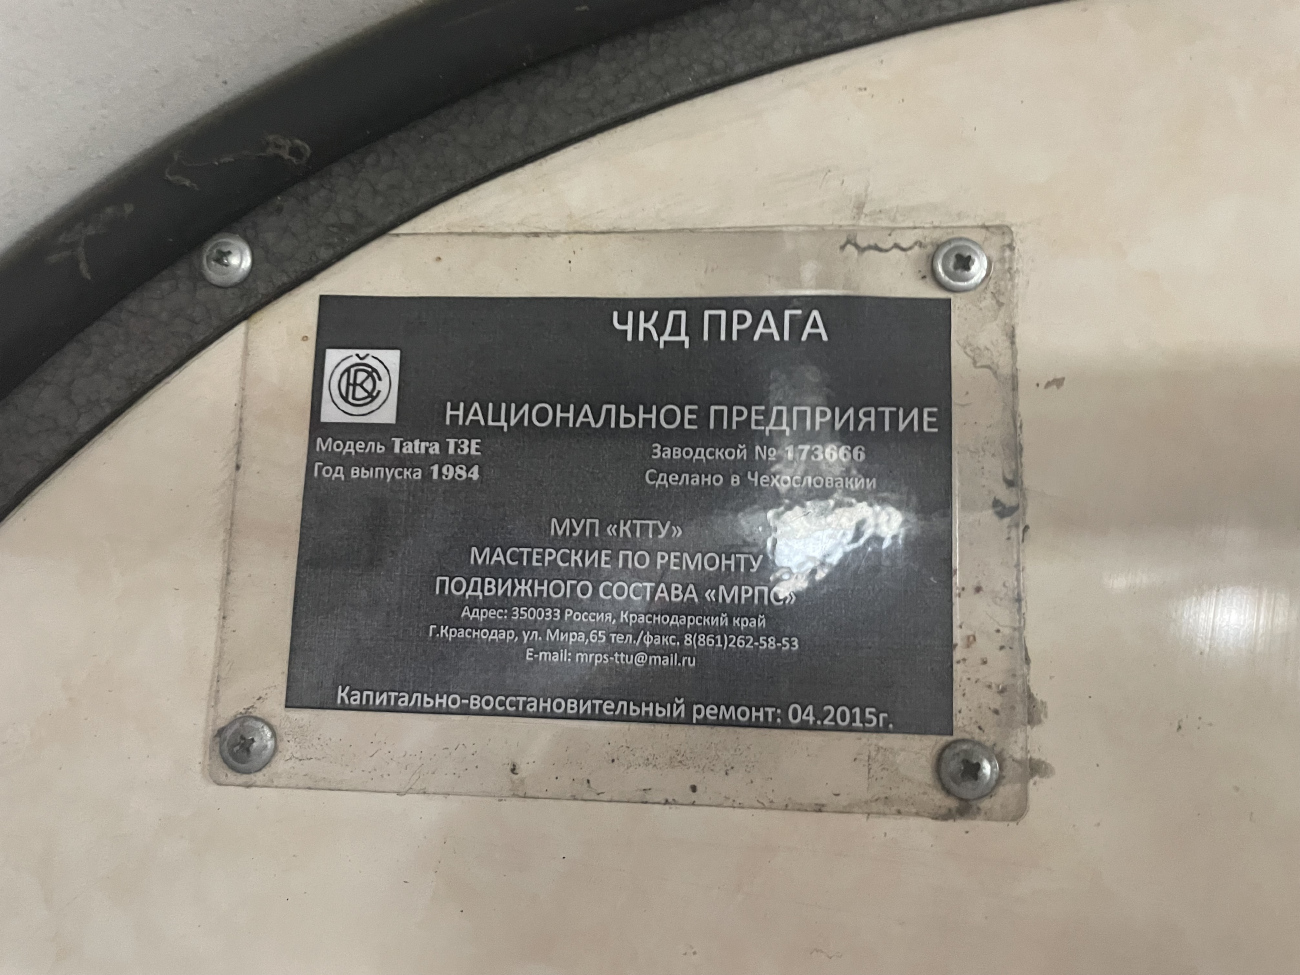 ЧКД ПРАГА
ČKD
НАЦИОНАЛЬНОЕ ПРЕДПРИЯТИЕ
Модель Tatra T3E
Заводской № 173666
Год выпуска 1984
Сделано в Чехословакии
МУП «КТТУ»
МАСТЕРСКИЕ ПО РЕМОНТУ
ПОДВИЖНОГО СОСТАВА «МРПС»
Адрес: 350033 Россия, Краснодарский край
Г.Краснодар, ул. Мира,65 тел./факс. 8(861)262-58-53
E-mail: mrps-ttu@mail.ru
Капитально-восстановительный ремонт: 04.2015г.